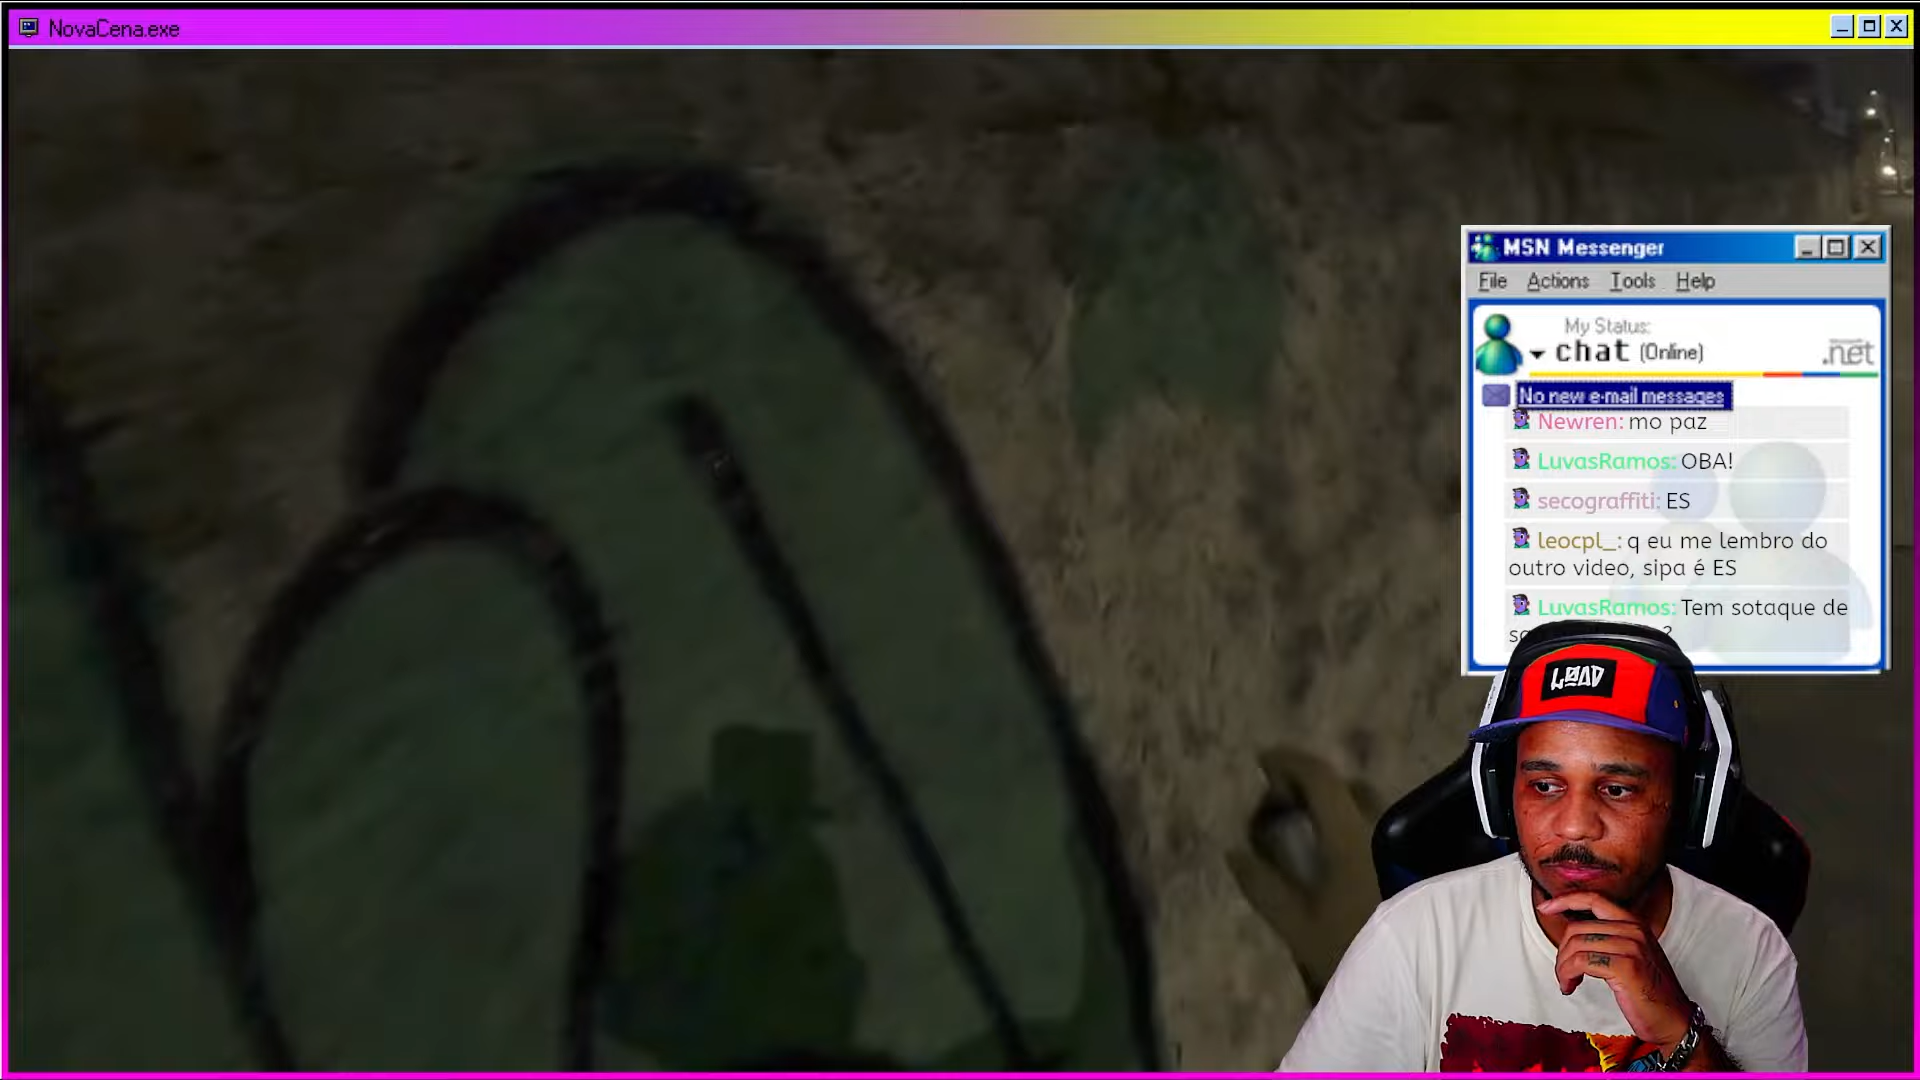 NovaCena.exe
MSN Messenger
File Actions Tools Help
My Status:
chat (Online)
.net
No new e-mail messages
Newren: mo paz
LuvasRamos: OBA!
secograffiti: ES
leocpl_: q eu me lembro do
outro video, sipa é ES
LuvasRamos: Tem sotaque de
?
LOAD